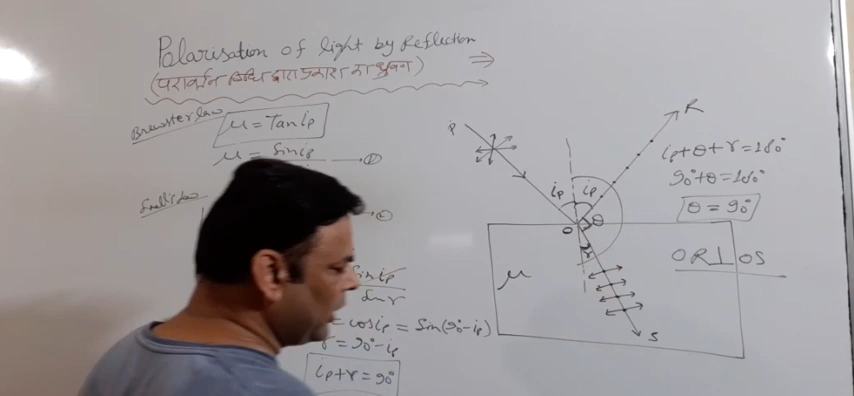 Polarisation of light by Reflection
(परावर्तन विधि द्वारा प्रकाश का ध्रुवण)
Brewster law
μ = Tan ip
μ = sin ip
①
Snell's law
②
sin ip
sin r
= cos ip = Sin(90°-ip)
r = 90°-ip
ip+r = 90°
P
R
ip
ip
θ
O
r
μ
S
ip+θ+r=180°
90°+θ=180°
θ = 90°
OR⊥OS